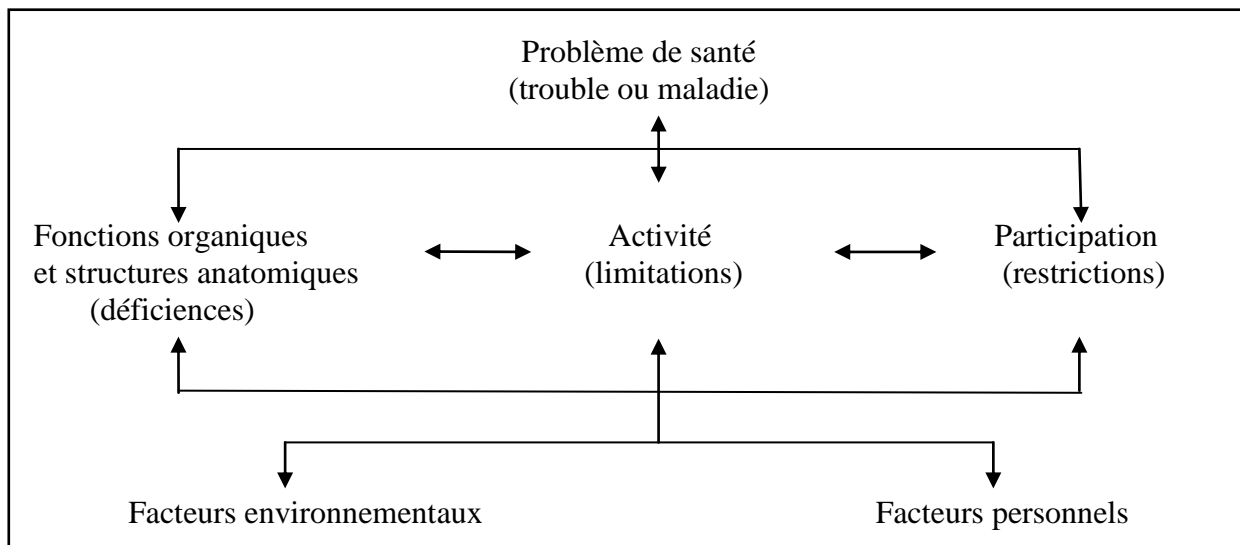 Problème de santé
(trouble ou maladie)
Fonctions organiques
et structures anatomiques
(déficiences)
Activité
(limitations)
Participation
(restrictions)
Facteurs environnementaux
Facteurs personnels